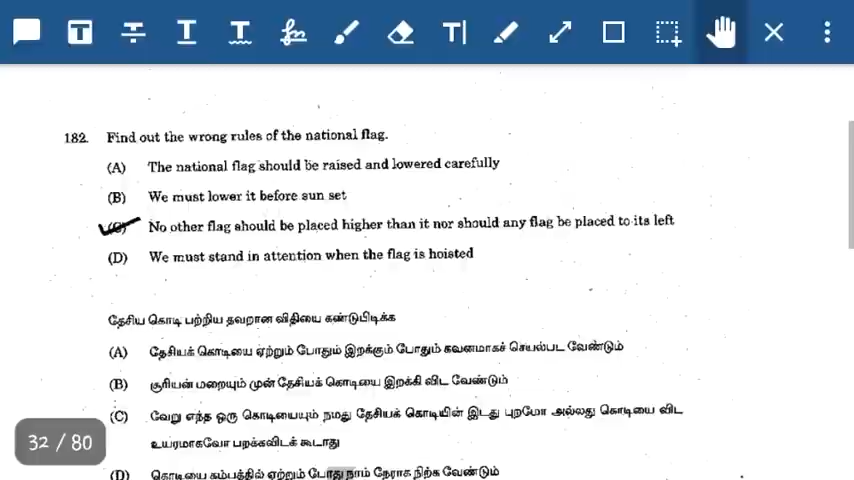 182. Find out the wrong rules of the national flag.
(A) The national flag should be raised and lowered carefully
(B) We must lower it before sun set
(C) No other flag should be placed higher than it nor should any flag be placed to its left
(D) We must stand in attention when the flag is hoisted
தேசிய கொடி பற்றிய தவறான விதியை கண்டுபிடிக்க
(A) தேசியக் கொடியை ஏற்றும் போதும் இறக்கும் போதும் கவனமாகச் செயல்பட வேண்டும்
(B) சூரியன் மறையும் முன் தேசியக் கொடியை இறக்கி விட வேண்டும்
(C) வேறு எந்த ஒரு கொடியையும் நமது தேசியக் கொடியின் இடது புறமோ அல்லது கொடியை விட
உயரமாகவோ பறக்கவிடக் கூடாது
(D) கொடியை கம்பத்தில் ஏற்றும் போது நாம் நேராக நிற்க வேண்டும்
32 / 80